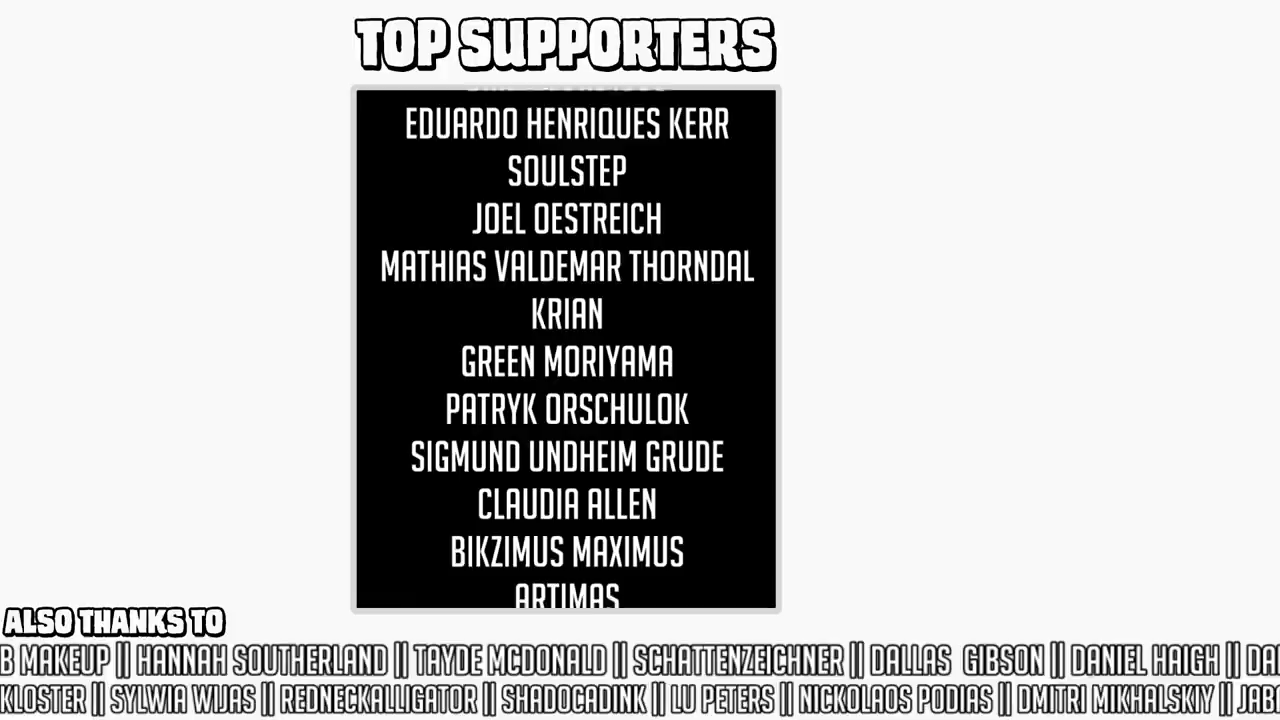 TOP SUPPORTERS
EDUARDO HENRIQUES KERR
SOULSTEP
JOEL OESTREICH
MATHIAS VALDEMAR THORNDAL
KRIAN
GREEN MORIYAMA
PATRYK ORSCHULOK
SIGMUND UNDHEIM GRUDE
CLAUDIA ALLEN
BIKZIMUS MAXIMUS
ARTIMAS
ALSO THANKS TO
B MAKEUP || HANNAH SOUTHERLAND || TAYDE MCDONALD || SCHATTENZEICHNER || DALLAS GIBSON || DANIEL HAIGH ||
KLOSTER || SYLWIA WIJAS || REDNECKALLIGATOR || SHADOCADINK || LU PETERS || NICKOLAOS PODIAS || DMITRI MIKHALSKIY ||